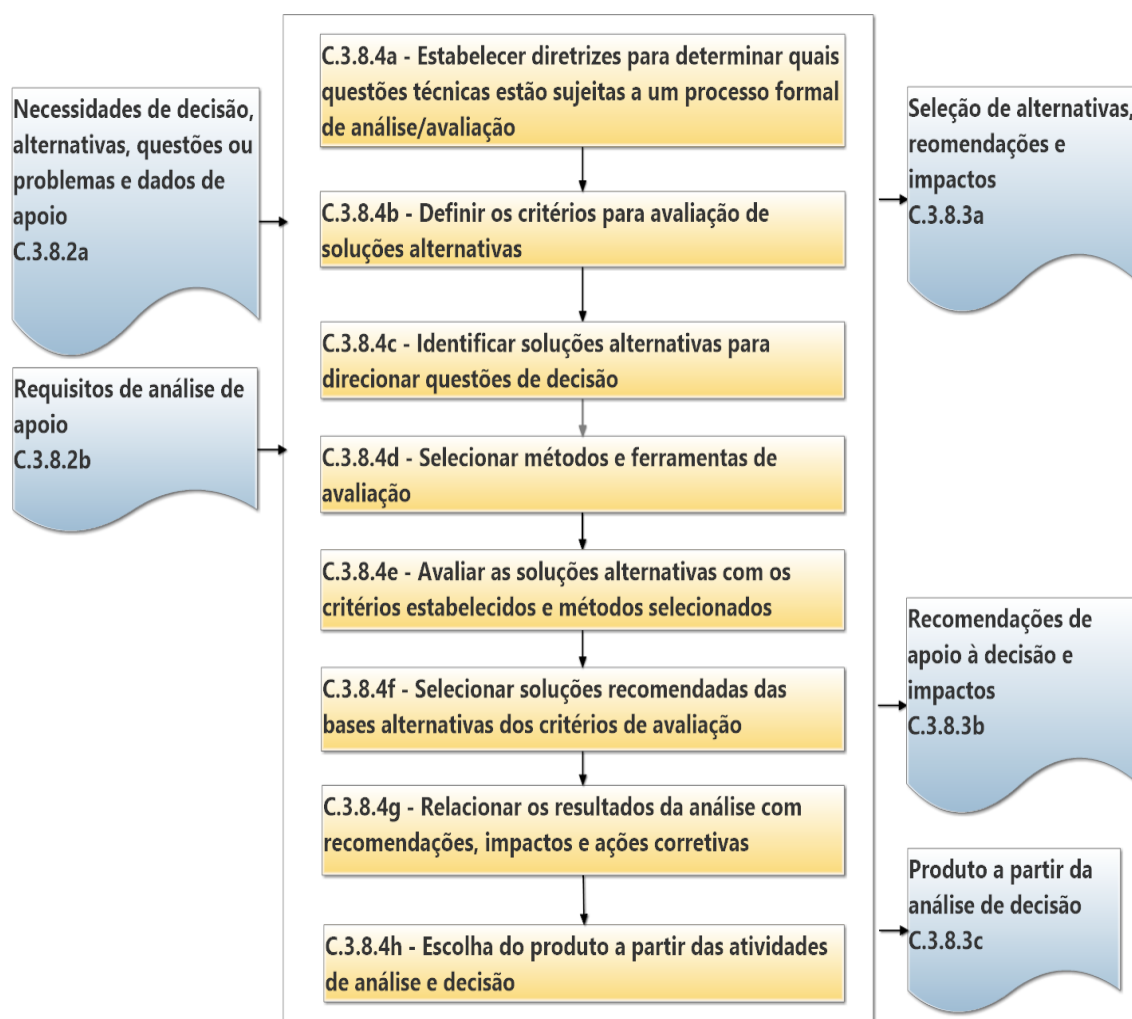 Necessidades de decisão,
alternativas, questões ou
problemas e dados de
apoio
C.3.8.2a
Requisitos de análise de
apoio
C.3.8.2b
C.3.8.4a - Estabelecer diretrizes para determinar quais
questões técnicas estão sujeitas a um processo formal
de análise/avaliação
C.3.8.4b - Definir os critérios para avaliação de
soluções alternativas
C.3.8.4c - Identificar soluções alternativas para
direcionar questões de decisão
C.3.8.4d - Selecionar métodos e ferramentas de
avaliação
C.3.8.4e - Avaliar as soluções alternativas com os
critérios estabelecidos e métodos selecionados
C.3.8.4f - Selecionar soluções recomendadas das
bases alternativas dos critérios de avaliação
C.3.8.4g - Relacionar os resultados da análise com
recomendações, impactos e ações corretivas
C.3.8.4h - Escolha do produto a partir das atividades
de análise e decisão
Seleção de alternativas,
reomendações e
impactos
C.3.8.3a
Recomendações de
apoio à decisão e
impactos
C.3.8.3b
Produto a partir da
análise de decisão
C.3.8.3c